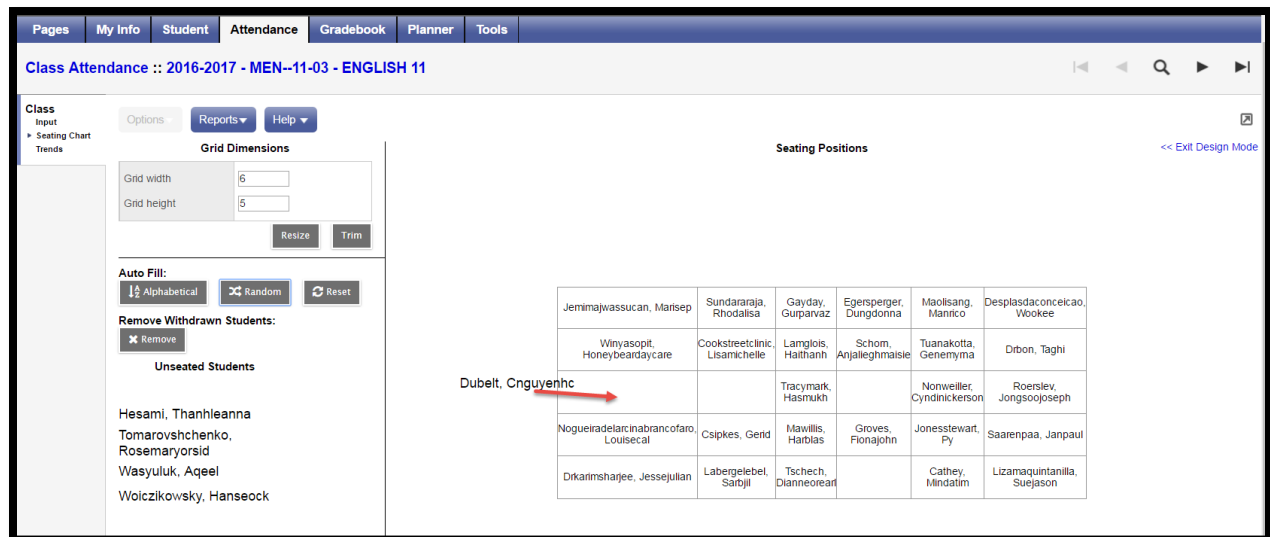 Pages My Info Student Attendance Gradebook Planner Tools
Class Attendance :: 2016-2017 - MEN--11-03 - ENGLISH 11
Class
Input
Seating Chart
Trends
Options Reports Help
Grid Dimensions
Grid width 6
Grid height 5
Resize Trim
Auto Fill:
Alphabetical Random Reset
Remove Withdrawn Students:
Remove
Unseated Students
Hesami, Thanhleanna
Tomarovshchenko,
Rosemaryorsid
Wasyuluk, Aqeel
Woiczikowsky, Hanseock
Seating Positions
<< Exit Design Mode
Jemimajwassucan, Marisep
Sundararaja,
Rhodalisa
Gayday,
Gurparvaz
Egersperger,
Dungdonna
Maolisang,
Manrico
Desplasdaconceicao,
Wookee
Winyasopit,
Honeybeardaycare
Cookstreetclinic,
Lisamichelle
Lamglois,
Haithanh
Schom,
Anjalieghmaisie
Tuanakotta,
Genemyma
Drbon, Taghi
Dubelt, Cnguyenhc
Tracymark,
Hasmukh
Nonweiller,
Cyndinickerson
Roerslev,
Jongsoojoseph
Nogueiradelarcinabrancofaro,
Louisecal
Csipkes, Gerid
Mawillis,
Harblas
Groves,
Fionajohn
Jonesstewart,
Py
Saarenpaa, Janpaul
Drkarimsharjee, Jessejulian
Labergelebel,
Sarbjil
Tschech,
Dianneorearl
Cathey,
Mindatim
Lizamaquintanilla,
Suejason